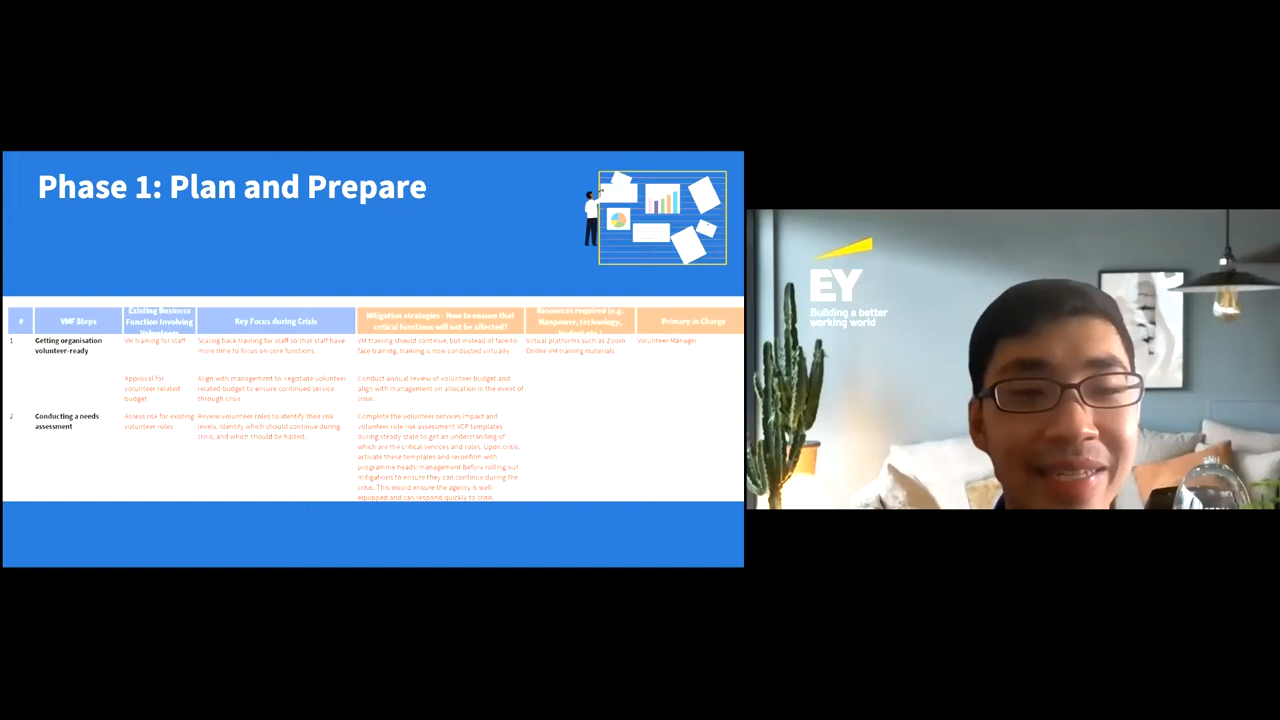 Phase 1: Plan and Prepare
#
VMF Steps
Existing Business
Function Involving
Volunteers
Key Focus during Crisis
Mitigation strategies - How to ensure that
critical functions will not be affected?
Resources required (e.g.
Manpower, technology,
budget etc.)
Primary in Charge
1
Getting organisation
volunteer-ready
VM training for staff
Scaling back training for staff so that staff have
more time to focus on core functions
VM training should continue, but instead of face-to-
face training, training is now conducted virtually
Virtual platforms such as Zoom
Online VM training materials
Volunteer Manager
Approval for
volunteer related
budget
Align with management to negotiate volunteer
related budget to ensure continued service
through crisis
Conduct annual review of volunteer budget and
align with management on allocation in the event of
crisis.
2
Conducting a needs
assessment
Assess risk for existing
volunteer roles
Review volunteer roles to identify their risk
levels. Identify which should continue during
crisis, and which should be halted.
Complete the volunteer services impact and
volunteer role risk assessment VCP templates
during steady state to get an understanding of
which are the critical services and roles. Upon crisis,
activate these templates and reconfirm with
programme heads/management before rolling out
mitigations to ensure they can continue during the
crisis. This would ensure the agency is well
equipped and can respond quickly to crisis.
EY
Building a better
working world